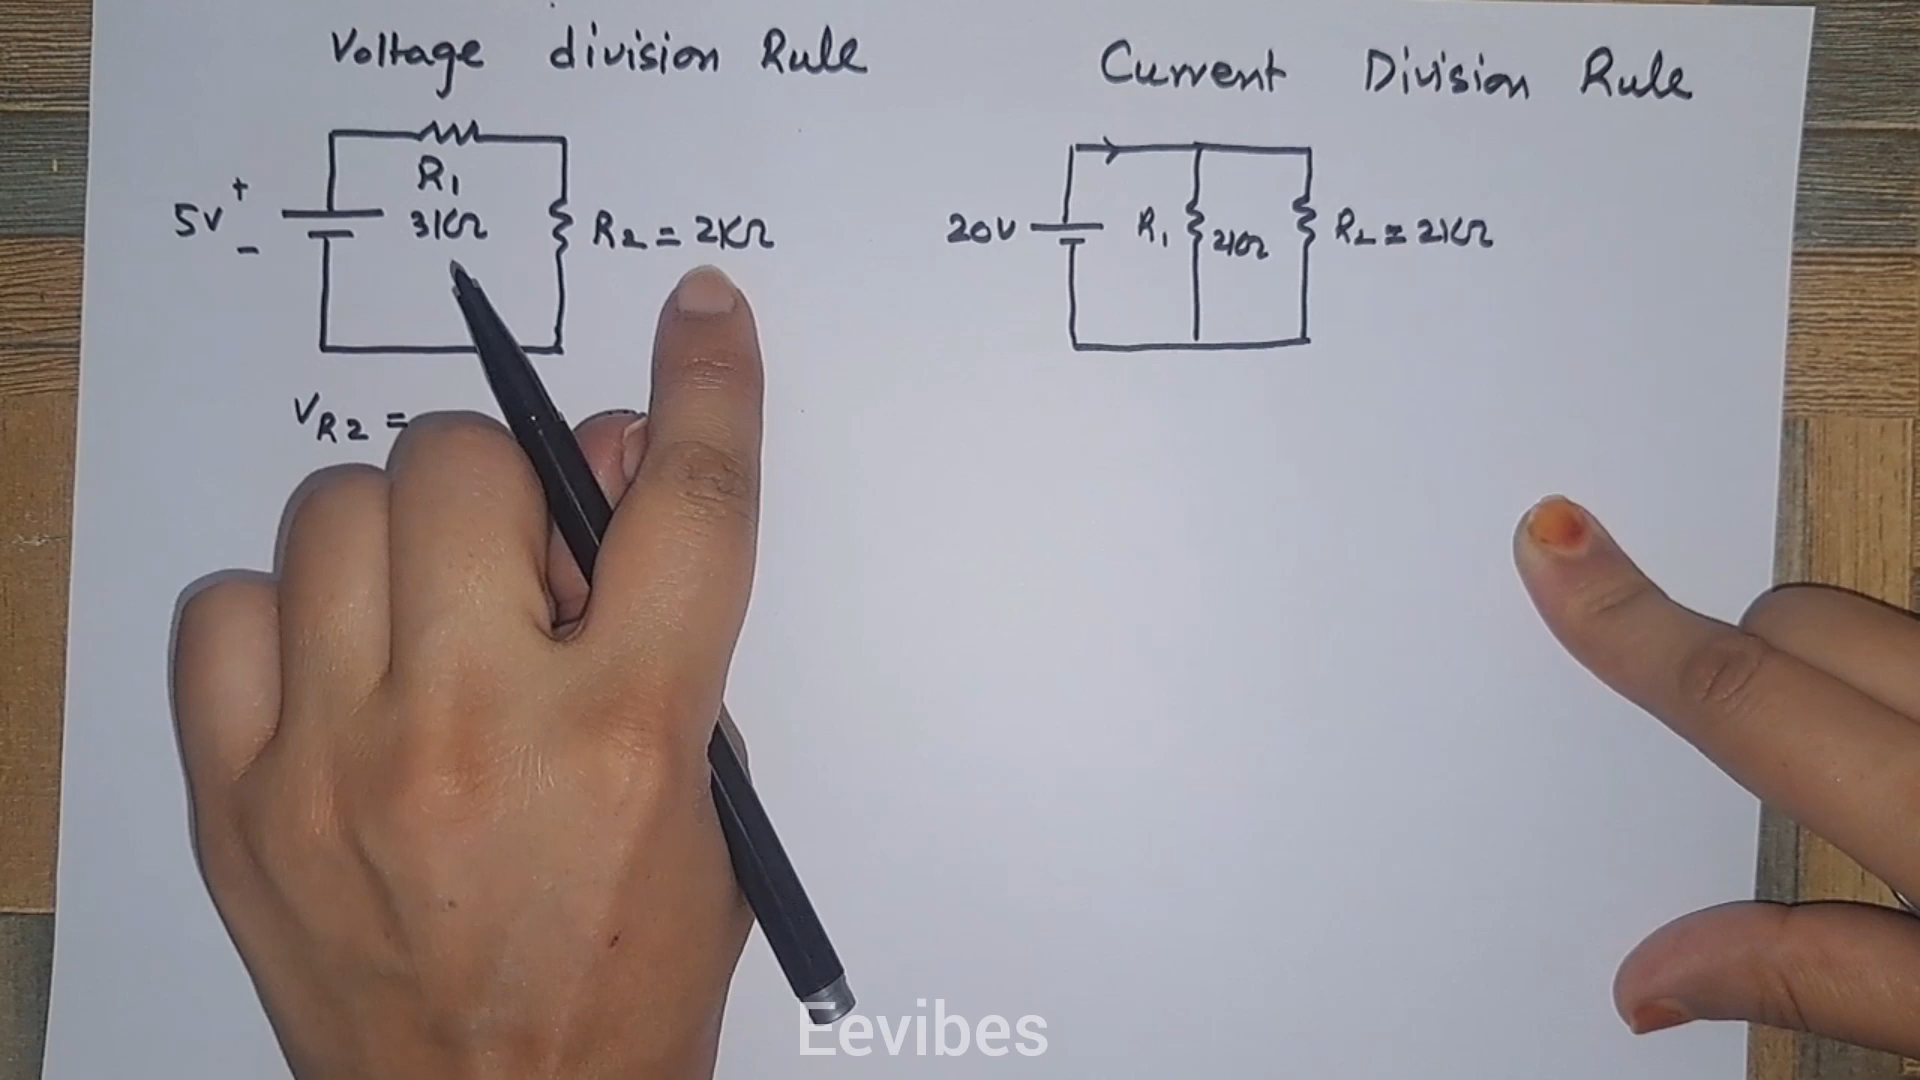 Voltage division Rule
5V + -
R1
3KΩ
R2 = 2KΩ
VR2 =
Current Division Rule
20V
R1
2KΩ
R2 = 2KΩ
Eevibes